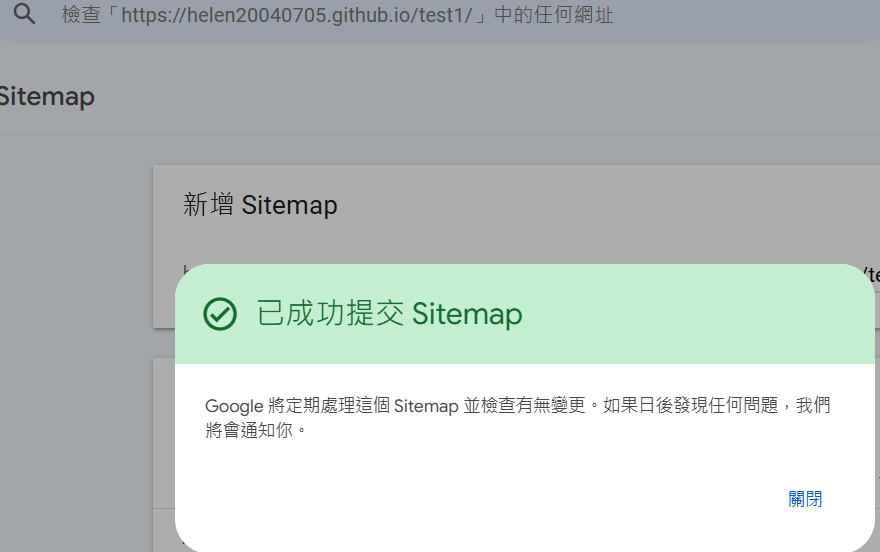 檢查「https://helen20040705.github.io/test1/」中的任何網址
Sitemap
新增 Sitemap
已成功提交 Sitemap
Google 將定期處理這個 Sitemap 並檢查有無變更。如果日後發現任何問題，我們
將會通知你。
關閉